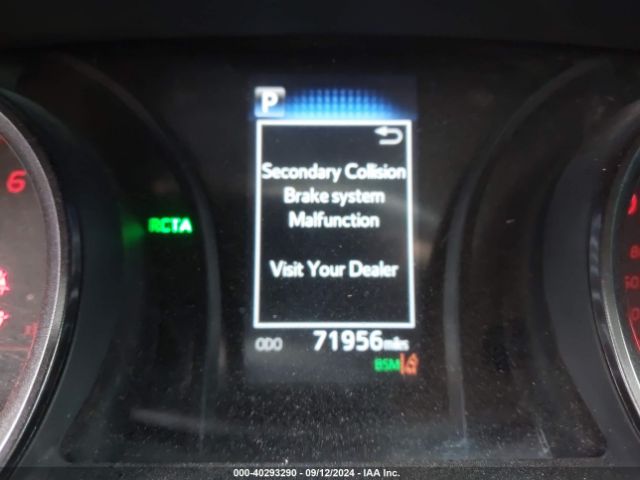 P
Secondary Collision
Brake system
Malfunction
Visit Your Dealer
6
RCTA
ODO 71956 miles
BSM
000-40293290 - 09/12/2024 - IAA Inc.